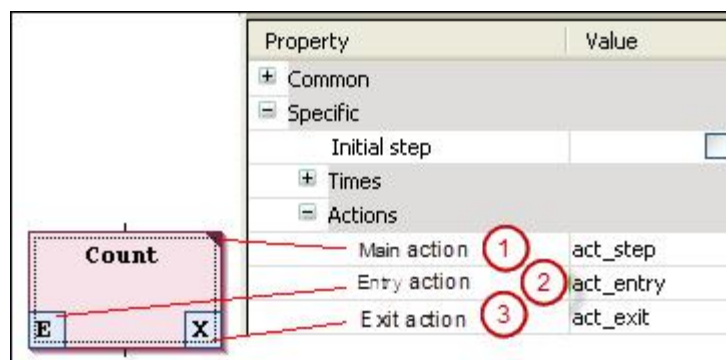 Property Value
Common
Specific
Initial step
Times
Actions
Count
Main action 1 act_step
Entry action 2 act_entry
E X Exit action 3 act_exit